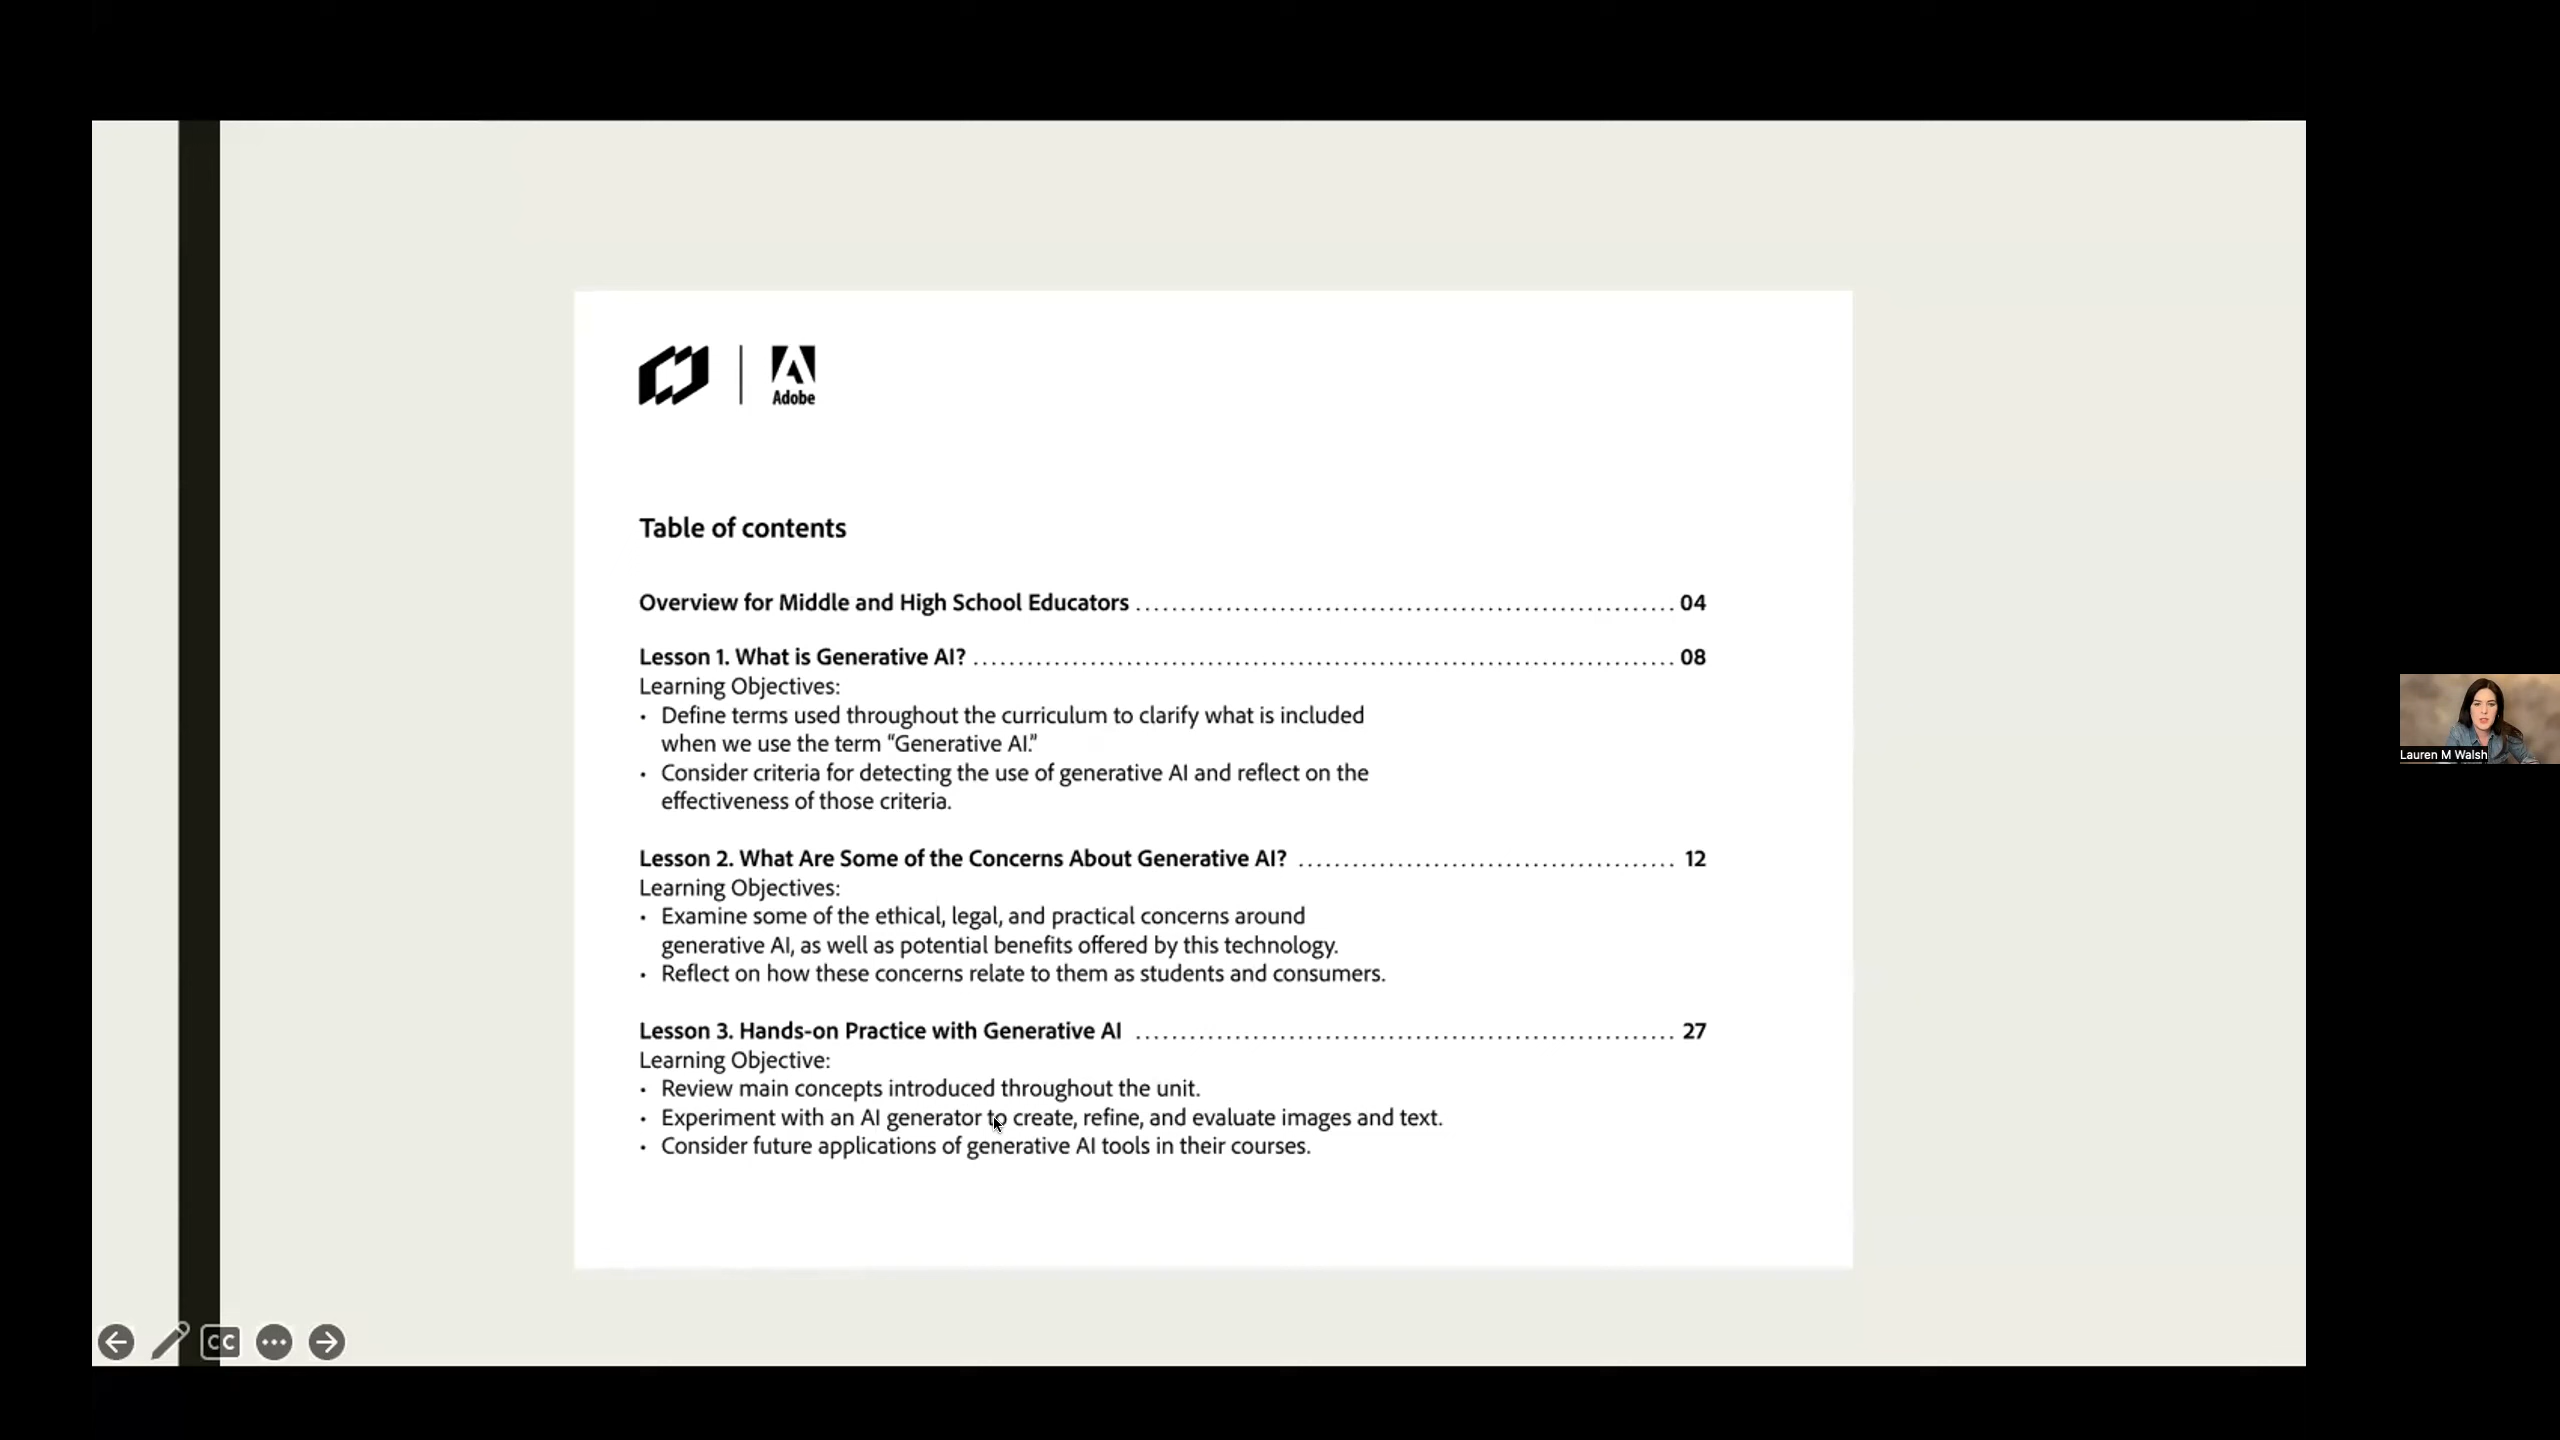 Adobe
Table of contents
Overview for Middle and High School Educators ........................................................... 04
Lesson 1. What is Generative AI? ............................................................................. 08
Learning Objectives:
• Define terms used throughout the curriculum to clarify what is included
when we use the term “Generative AI.”
• Consider criteria for detecting the use of generative AI and reflect on the
effectiveness of those criteria.
Lesson 2. What Are Some of the Concerns About Generative AI? .......................................... 12
Learning Objectives:
• Examine some of the ethical, legal, and practical concerns around
generative AI, as well as potential benefits offered by this technology.
• Reflect on how these concerns relate to them as students and consumers.
Lesson 3. Hands-on Practice with Generative AI ........................................................... 27
Learning Objective:
• Review main concepts introduced throughout the unit.
• Experiment with an AI generator to create, refine, and evaluate images and text.
• Consider future applications of generative AI tools in their courses.
Lauren M Walsh
CC